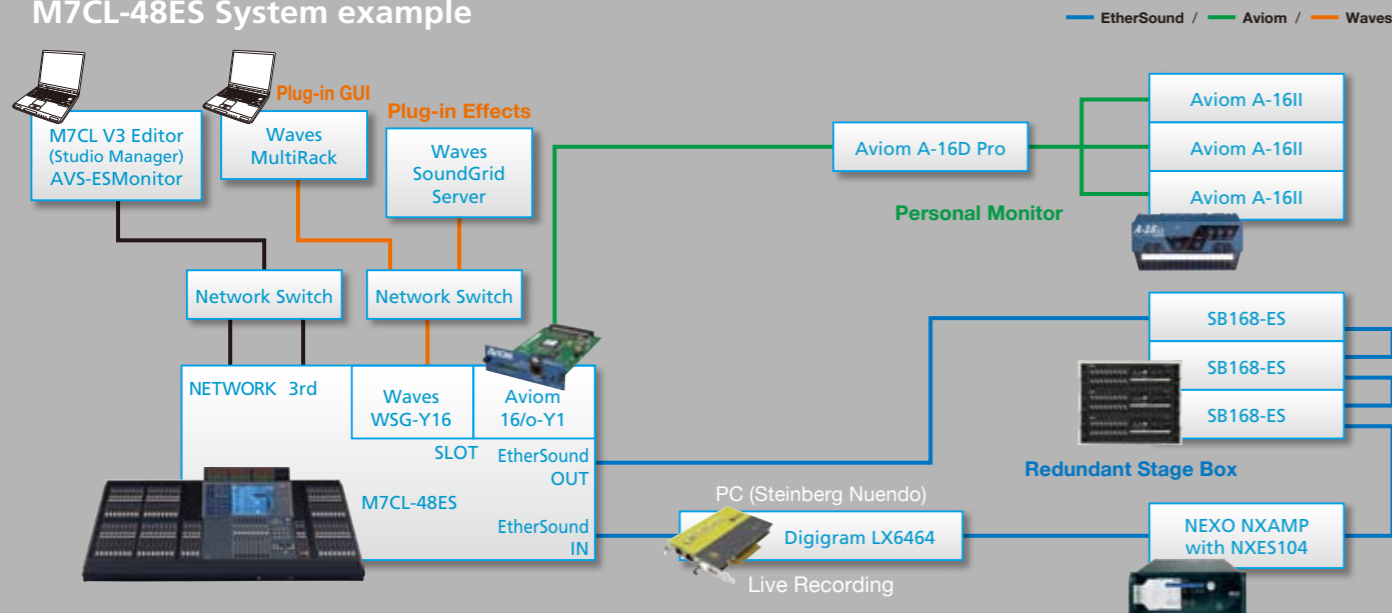 M7CL-48ES System example
EtherSound / Aviom / Waves
Plug-in GUI
Plug-in Effects
M7CL V3 Editor
(Studio Manager)
AVS-ESMonitor
Waves
MultiRack
Waves
SoundGrid
Server
Aviom A-16D Pro
Aviom A-16II
Aviom A-16II
Aviom A-16II
Personal Monitor
Network Switch
Network Switch
NETWORK 3rd
Waves
WSG-Y16
Aviom
16/o-Y1
SLOT
EtherSound
OUT
M7CL-48ES
EtherSound
IN
SB168-ES
SB168-ES
SB168-ES
Redundant Stage Box
PC (Steinberg Nuendo)
Digigram LX6464
Live Recording
NEXO NXAMP
with NXES104